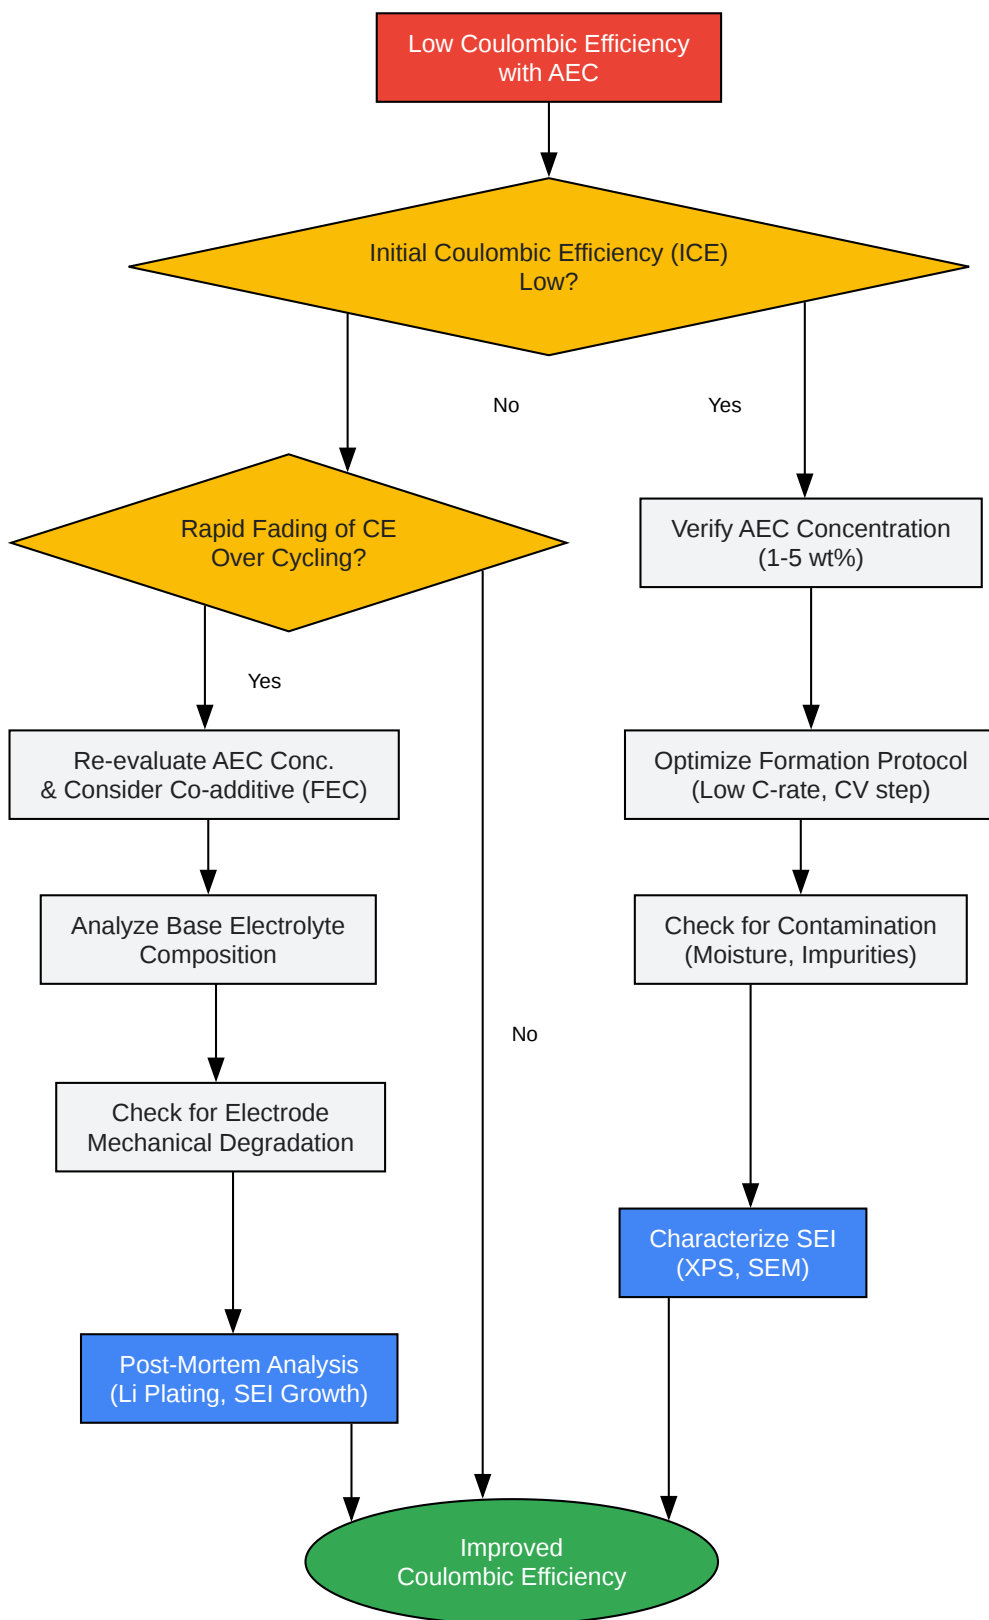 Low Coulombic Efficiency
with AEC
Initial Coulombic Efficiency (ICE)
Low?
No
Yes
Rapid Fading of CE
Over Cycling?
Verify AEC Concentration
(1-5 wt%)
Yes
Re-evaluate AEC Conc.
& Consider Co-additive (FEC)
Optimize Formation Protocol
(Low C-rate, CV step)
Analyze Base Electrolyte
Composition
Check for Contamination
(Moisture, Impurities)
No
Check for Electrode
Mechanical Degradation
Characterize SEI
(XPS, SEM)
Post-Mortem Analysis
(Li Plating, SEI Growth)
Improved
Coulombic Efficiency